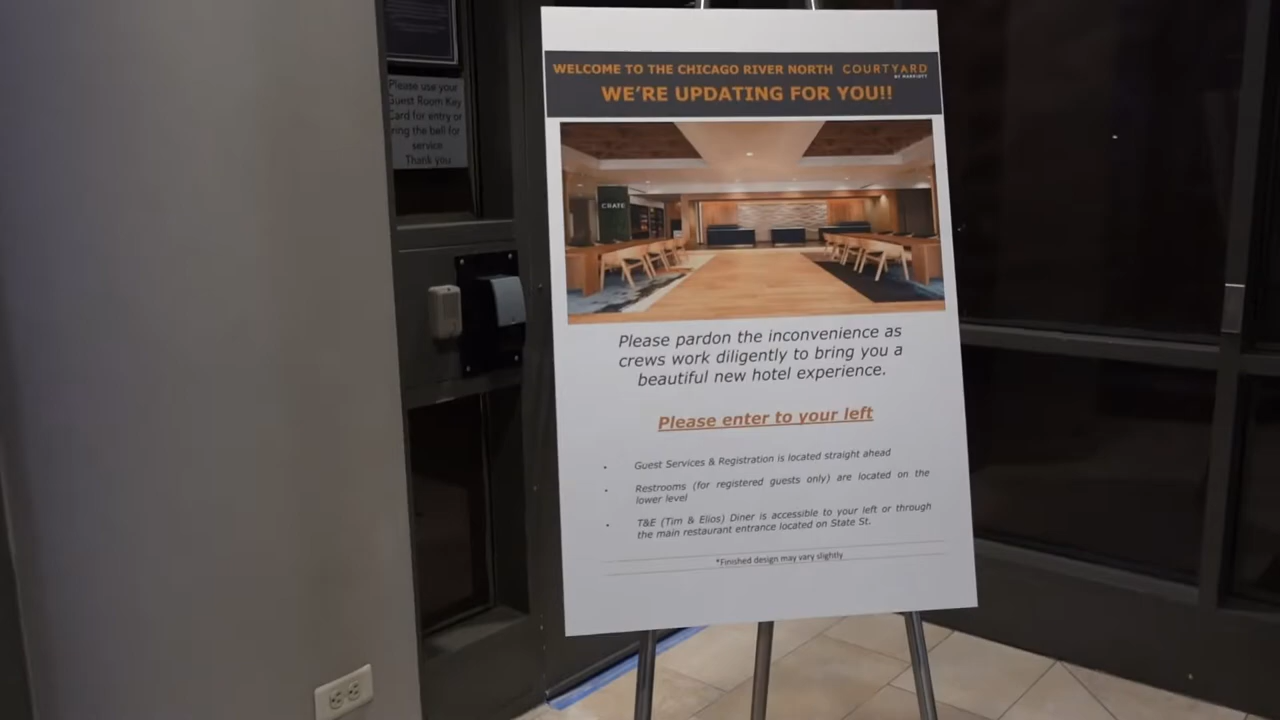 Please use your
Guest Room Key
Card for entry or
ring the bell for
service
Thank you
WELCOME TO THE CHICAGO RIVER NORTH COURTYARD
BY MARRIOTT
WE'RE UPDATING FOR YOU!!
CRATE
Please pardon the inconvenience as
crews work diligently to bring you a
beautiful new hotel experience.
Please enter to your left
• Guest Services & Registration is located straight ahead
• Restrooms (for registered guests only) are located on the
lower level
• T&E (Tim & Elios) Diner is accessible to your left or through
the main restaurant entrance located on State St.
*Finished design may vary slightly